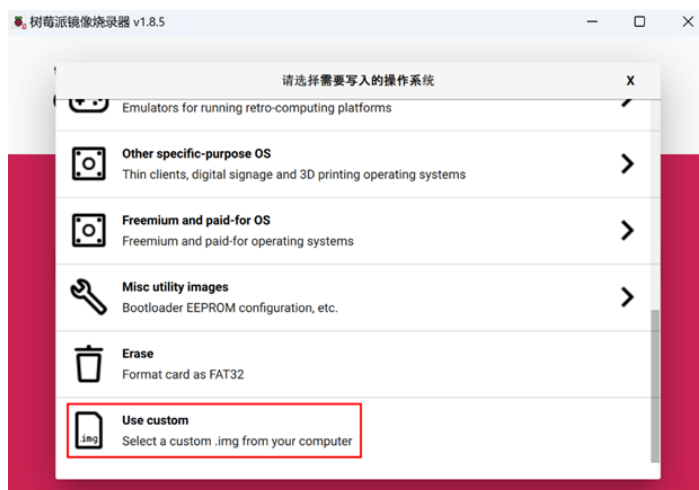 树莓派镜像烧录器 v1.8.5
请选择需要写入的操作系统
X
Emulators for running retro-computing platforms
Other specific-purpose OS
Thin clients, digital signage and 3D printing operating systems
Freemium and paid-for OS
Freemium and paid-for operating systems
Misc utility images
Bootloader EEPROM configuration, etc.
Erase
Format card as FAT32
Use custom
.img
Select a custom .img from your computer